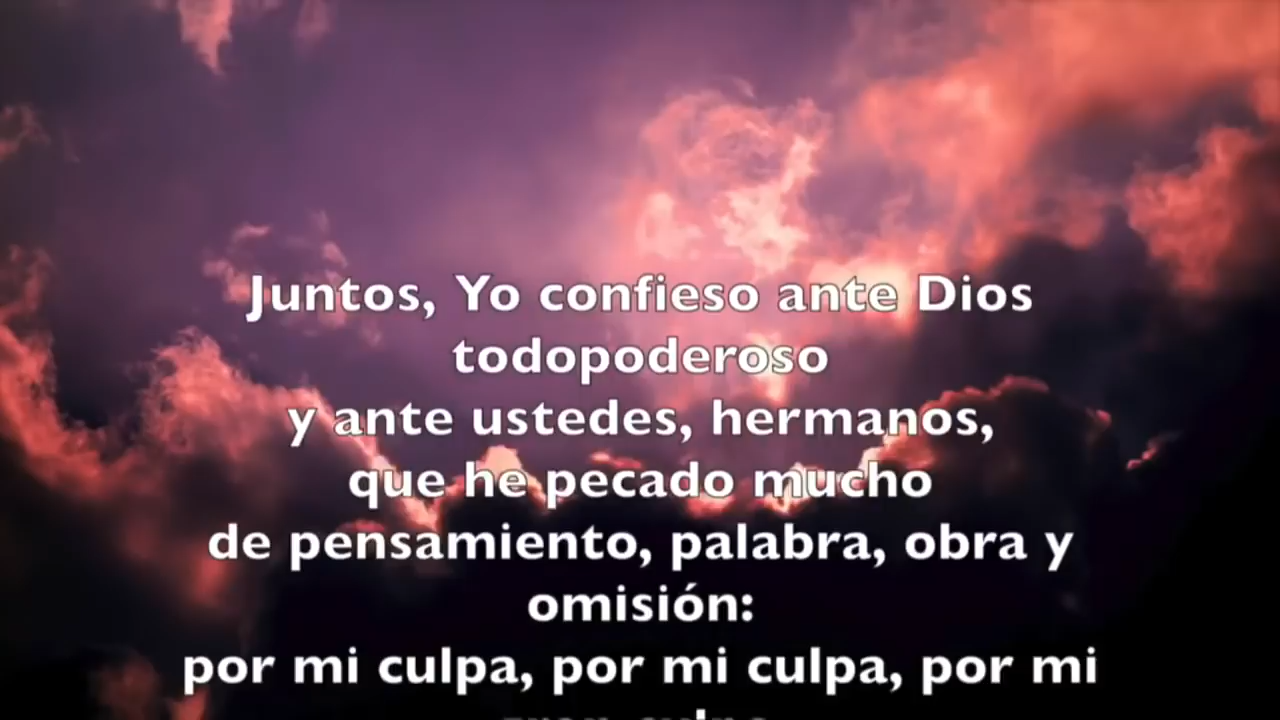 Juntos, Yo confieso ante Dios
todopoderoso
y ante ustedes, hermanos,
que he pecado mucho
de pensamiento, palabra, obra y
omisión:
por mi culpa, por mi culpa, por mi